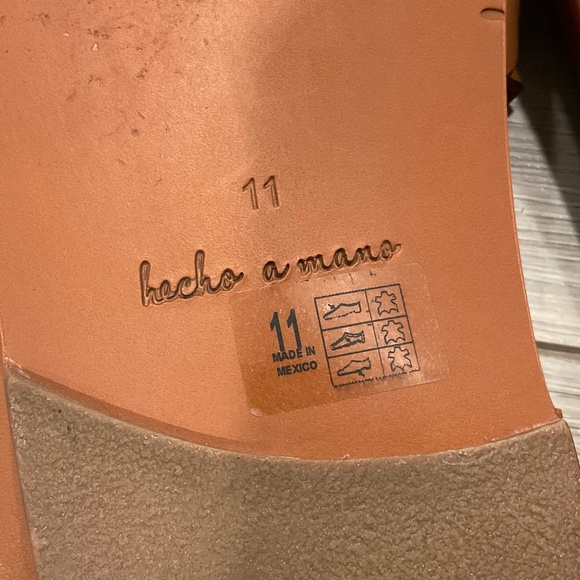 11
hecho a mano
11
MADE IN
MEXICO